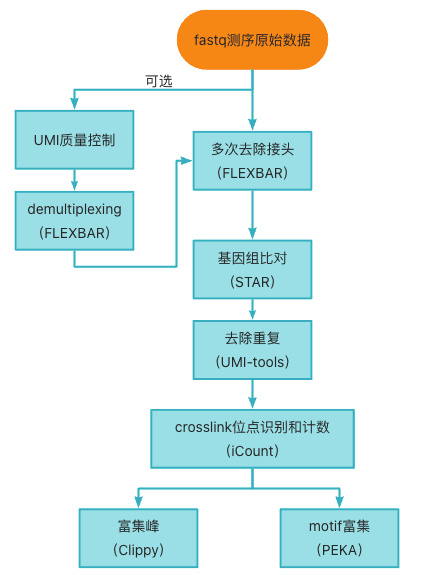 fastq测序原始数据
可选
UMI质量控制
demultiplexing
（FLEXBAR）
多次去除接头
（FLEXBAR）
基因组比对
（STAR）
去除重复
（UMI-tools）
crosslink位点识别和计数
（iCount）
富集峰
（Clippy）
motif富集
（PEKA）